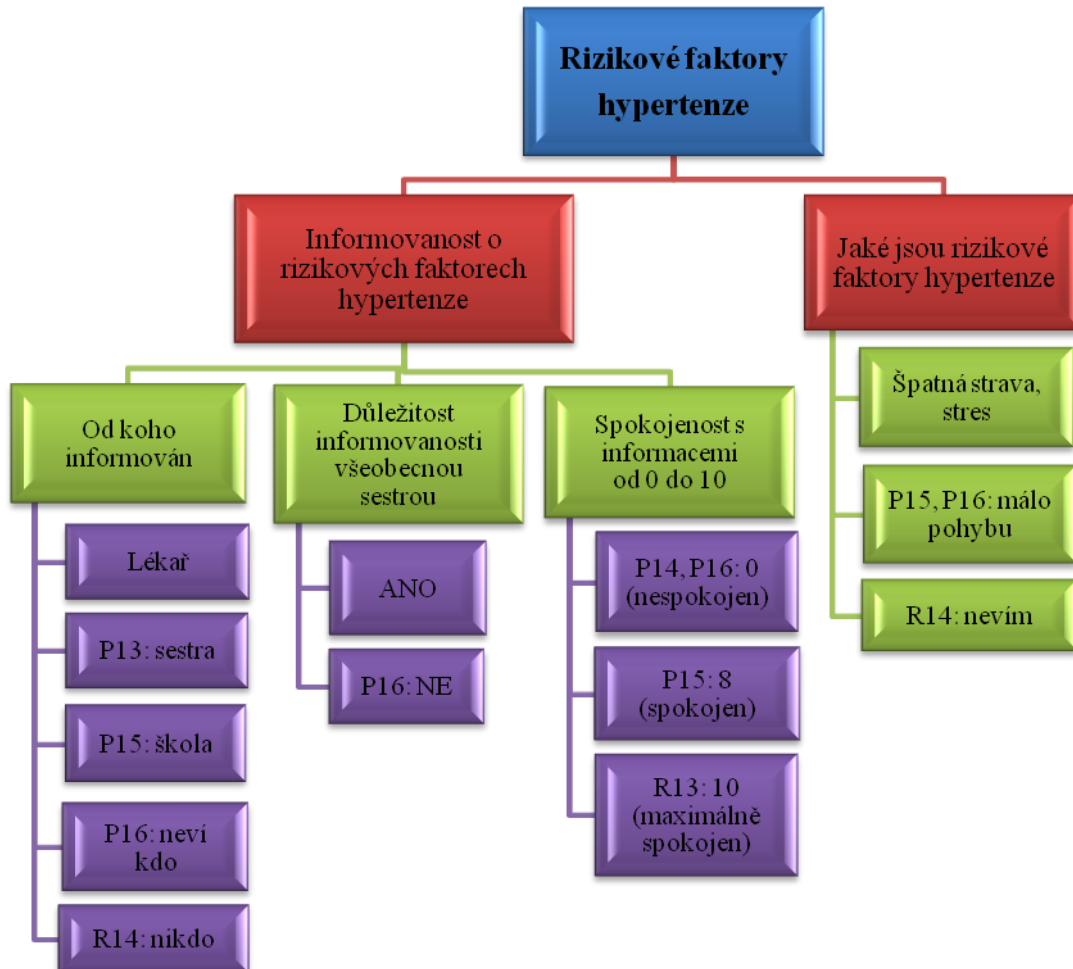 Rizikové faktory
hypertenze
Informovanost o
rizikových faktorech
hypertenze
Jaké jsou rizikové
faktory hypertenze
Od koho
informován
Důležitost
informovanosti
všeobecnou
sestrou
Spokojenost s
informacemi
od 0 do 10
Špatná strava,
stres
P15, P16: málo
pohybu
R14: nevím
Lékař
P13: sestra
P15: škola
P16: neví
kdo
R14: nikdo
ANO
P16: NE
P14, P16: 0
(nespokojen)
P15: 8
(spokojen)
R13: 10
(maximálně
spokojen)